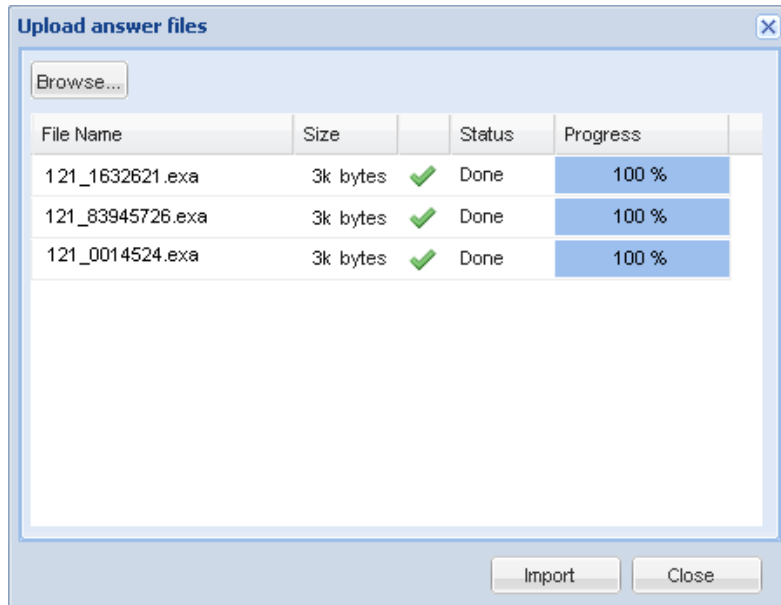 Upload answer files
Browse...
File Name Size Status Progress
121_1632621.exa 3k bytes Done 100 %
121_83945726.exa 3k bytes Done 100 %
121_0014524.exa 3k bytes Done 100 %
Import Close